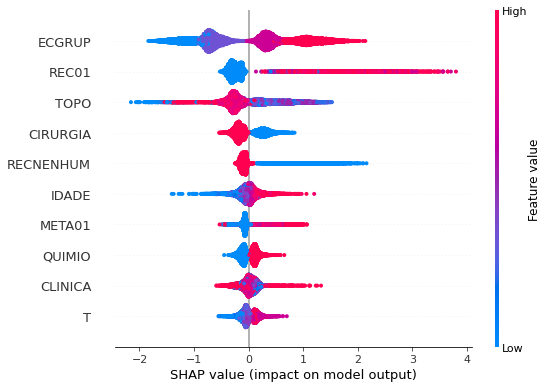 High
ECGRUP
REC01
TOPO
CIRURGIA
RECNENHUM
IDADE
META01
QUIMIO
CLINICA
T
Feature value
Low
−2 −1 0 1 2 3 4
SHAP value (impact on model output)